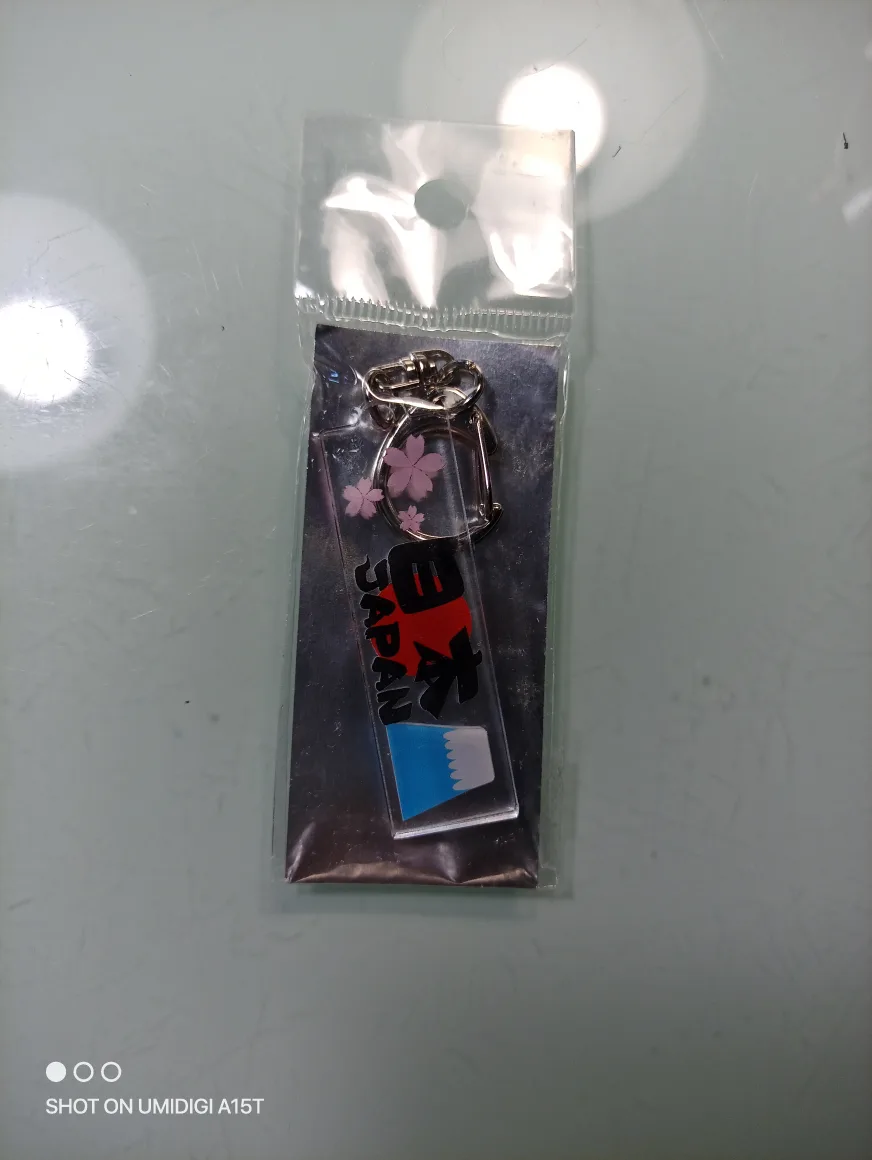 日本
JAPAN
SHOT ON UMIDIGI A15T